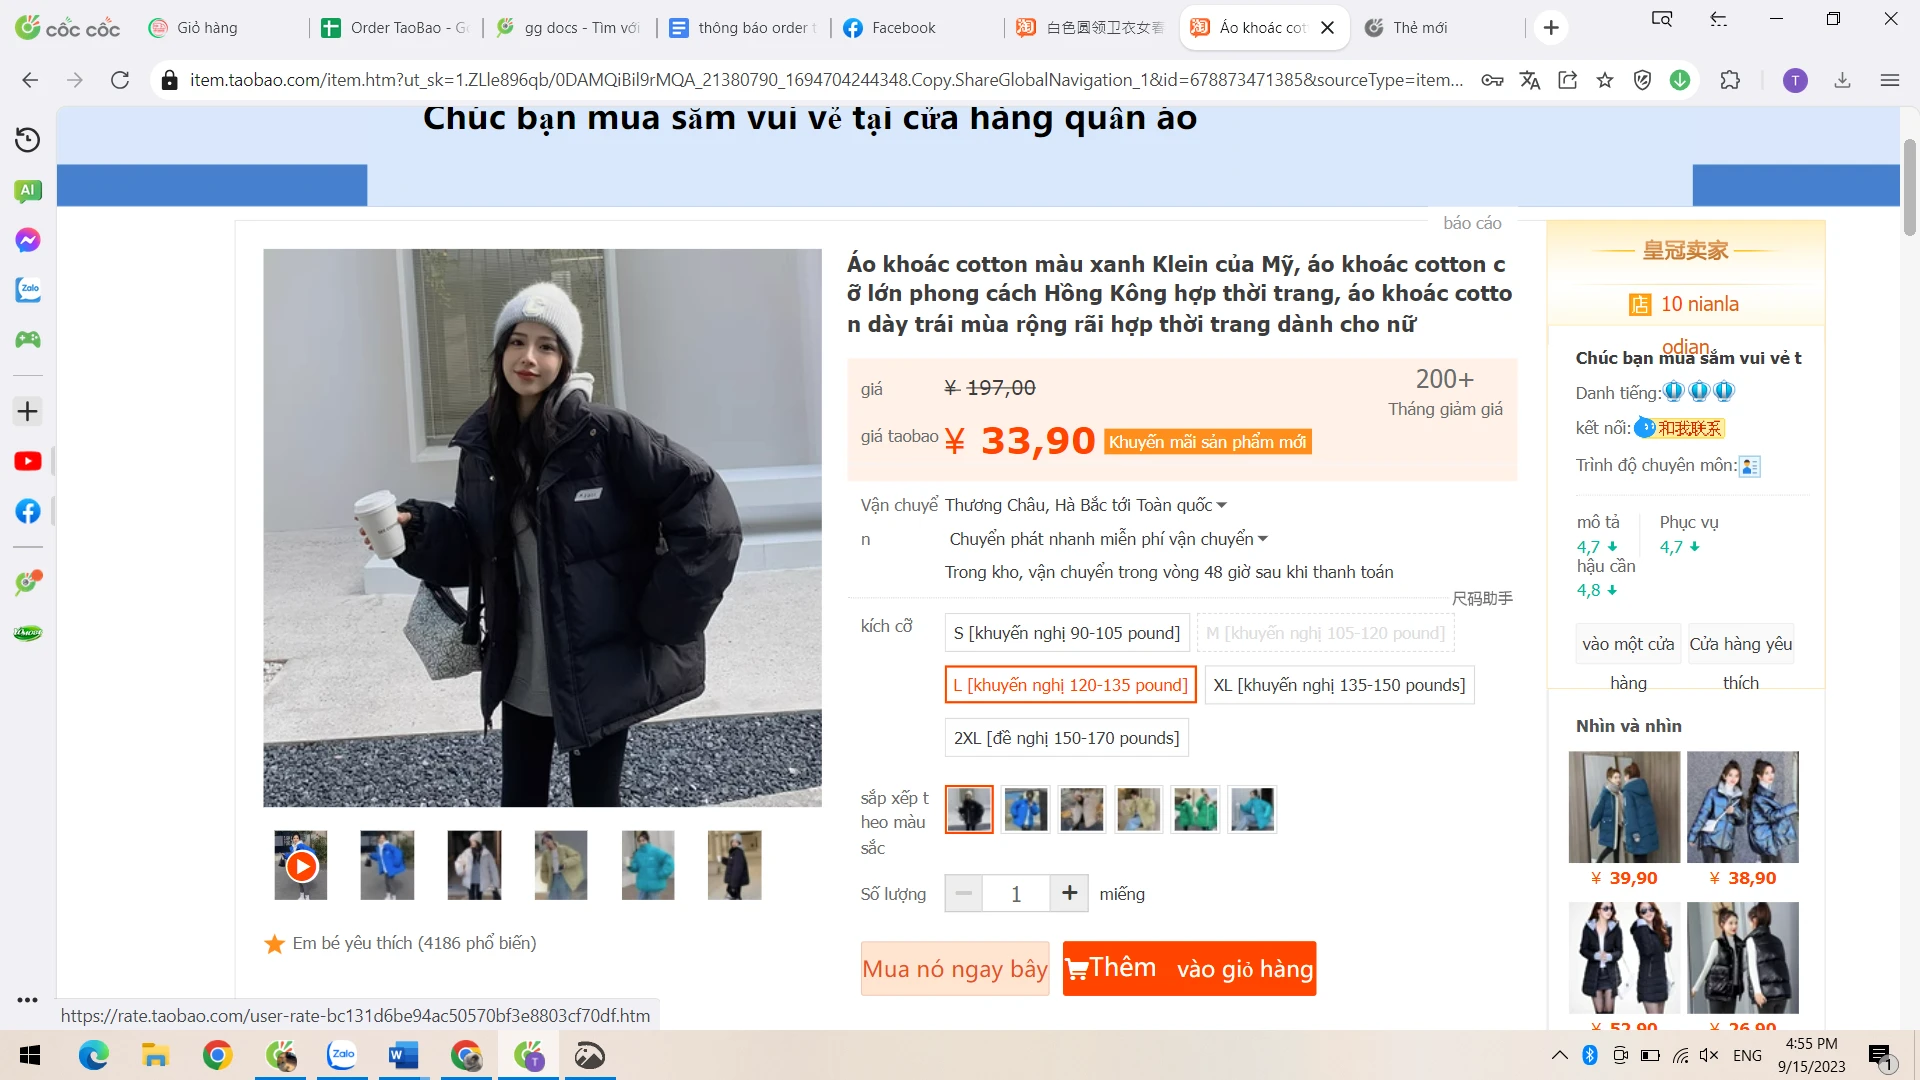 cốc cốc
Giỏ hàng
Order TaoBao - Go
gg docs - Tìm với
thông báo order t
Facebook
白色圆领卫衣女春
Áo khoác cot
Thẻ mới
item.taobao.com/item.htm?ut_sk=1.ZLle896qb/0DAMQiBil9rMQA_21380790_1694704244348.Copy.ShareGlobalNavigation_1&id=678873471385&sourceType=item...
T
Chúc bạn mua sắm vui vẻ tại cửa hàng quần áo
báo cáo
Áo khoác cotton màu xanh Klein của Mỹ, áo khoác cotton c
ỡ lớn phong cách Hồng Kông hợp thời trang, áo khoác cotto
n dày trái mùa rộng rãi hợp thời trang dành cho nữ
giá
¥ 197,00
200+
Tháng giảm giá
giá taobao
¥ 33,90
Khuyến mãi sản phẩm mới
Vận chuyể
n
Thương Châu, Hà Bắc tới Toàn quốc
Chuyển phát nhanh miễn phí vận chuyển
Trong kho, vận chuyển trong vòng 48 giờ sau khi thanh toán
尺码助手
kích cỡ
S [khuyến nghị 90-105 pound]
M [khuyến nghị 105-120 pound]
L [khuyến nghị 120-135 pound]
XL [khuyến nghị 135-150 pounds]
2XL [đề nghị 150-170 pounds]
sắp xếp t
heo màu
sắc
Số lượng
1
miếng
Mua nó ngay bây
Thêm vào giỏ hàng
Em bé yêu thích (4186 phổ biến)
皇冠卖家
店 10 nianla
odian
Chúc bạn mua sắm vui vẻ t
Danh tiếng:
kết nối:
和我联系
Trình độ chuyên môn:
mô tả
4,7
Phục vụ
4,7
hậu cần
4,8
vào một cửa
hàng
Cửa hàng yêu
thích
Nhìn và nhìn
¥ 39,90
¥ 38,90
¥ 52,90
¥ 26,90
AI
Zalo
https://rate.taobao.com/user-rate-bc131d6be94ac50570bf3e8803cf70df.htm
Zalo
W
T
ENG
4:55 PM
9/15/2023
1